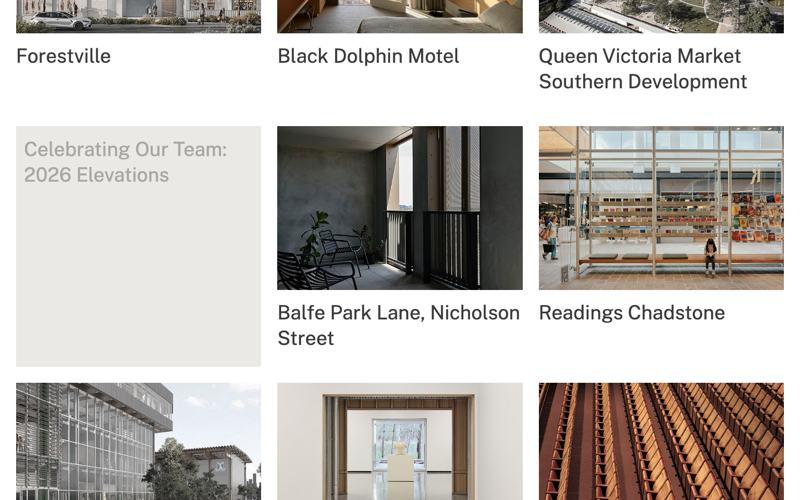 Forestville
Black Dolphin Motel
Queen Victoria Market
Southern Development
Celebrating Our Team:
2026 Elevations
Balfe Park Lane, Nicholson
Street
Readings Chadstone